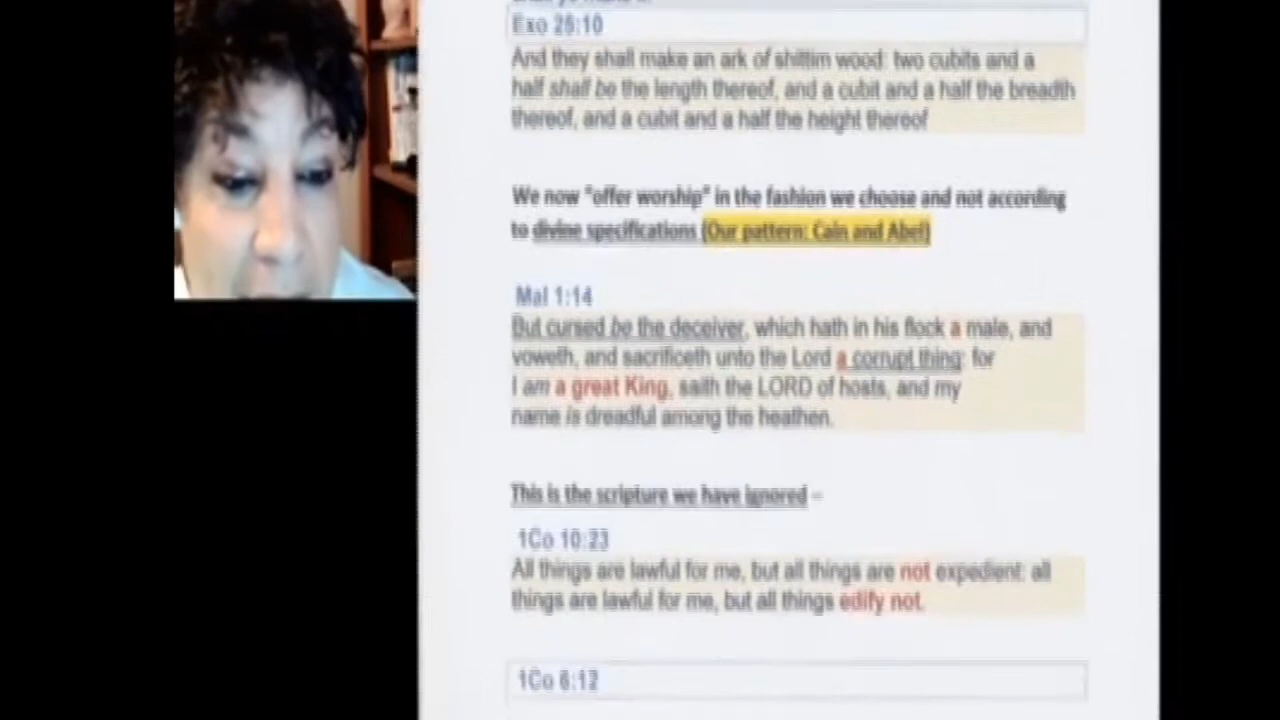 Exo 25:10
And they shall make an ark of shittim wood: two cubits and a
half shall be the length thereof, and a cubit and a half the breadth
thereof, and a cubit and a half the height thereof
We now "offer worship" in the fashion we choose and not according
to divine specifications (Our pattern: Cain and Abel)
Mal 1:14
But cursed be the deceiver, which hath in his flock a male, and
voweth, and sacrificeth unto the Lord a corrupt thing: for
I am a great King, saith the LORD of hosts, and my
name is dreadful among the heathen.
This is the scripture we have ignored –
1Co 10:23
All things are lawful for me, but all things are not expedient: all
things are lawful for me, but all things edify not.
1Co 6:12